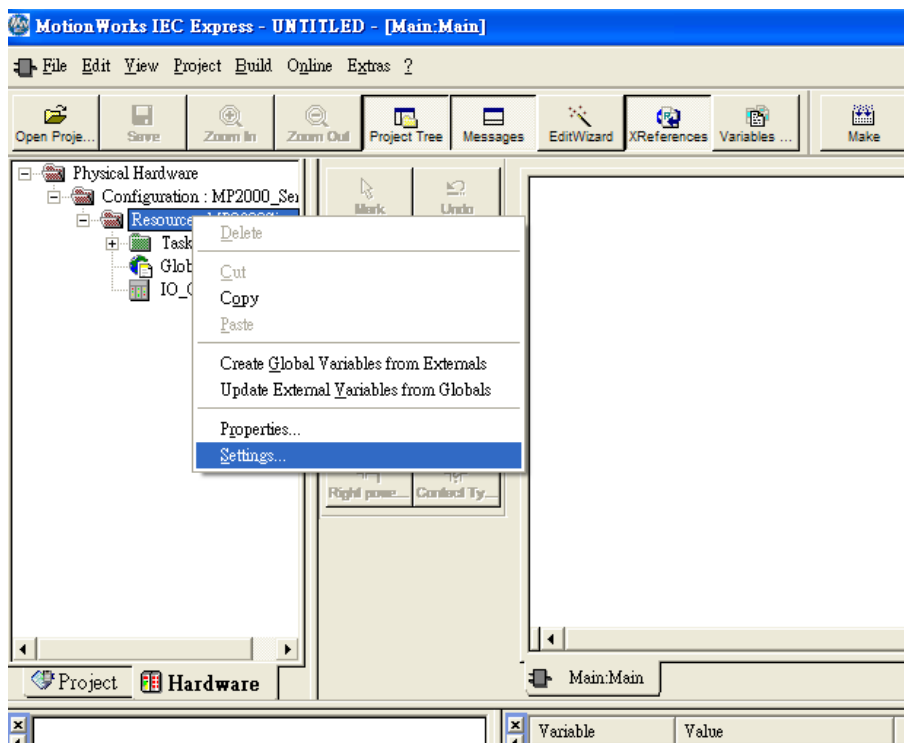 MotionWorks IEC Express - UNTITLED - [Main:Main]
File Edit View Project Build Online Extras ?
Open Proje... Save Zoom In Zoom Out Project Tree Messages EditWizard XReferences Variables ... Make
Physical Hardware
Configuration : MP2000_Ser
Resource
Task
Glob
IO_
Mark Undo
Delete
Cut
Copy
Paste
Create Global Variables from Externals
Update External Variables from Globals
Properties...
Settings...
Right powe... Contact Ty...
Project Hardware
Main:Main
Variable Value